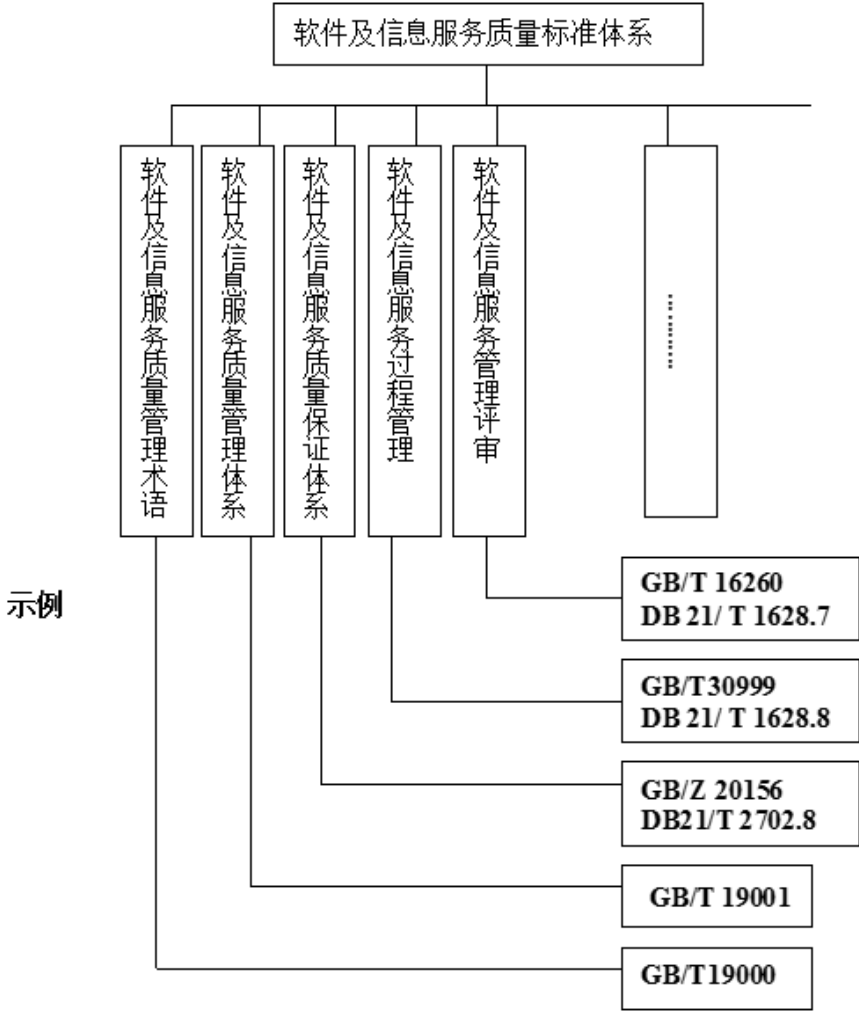 软件及信息服务质量标准体系
软件及信息服务质量管理术语
软件及信息服务质量管理体系
软件及信息服务质量保证体系
软件及信息服务过程管理
软件及信息服务管理评审
..........
示例
GB/T 16260
DB 21/ T 1628.7
GB/T30999
DB 21/ T 1628.8
GB/Z 20156
DB21/T 2702.8
GB/T 19001
GB/T19000